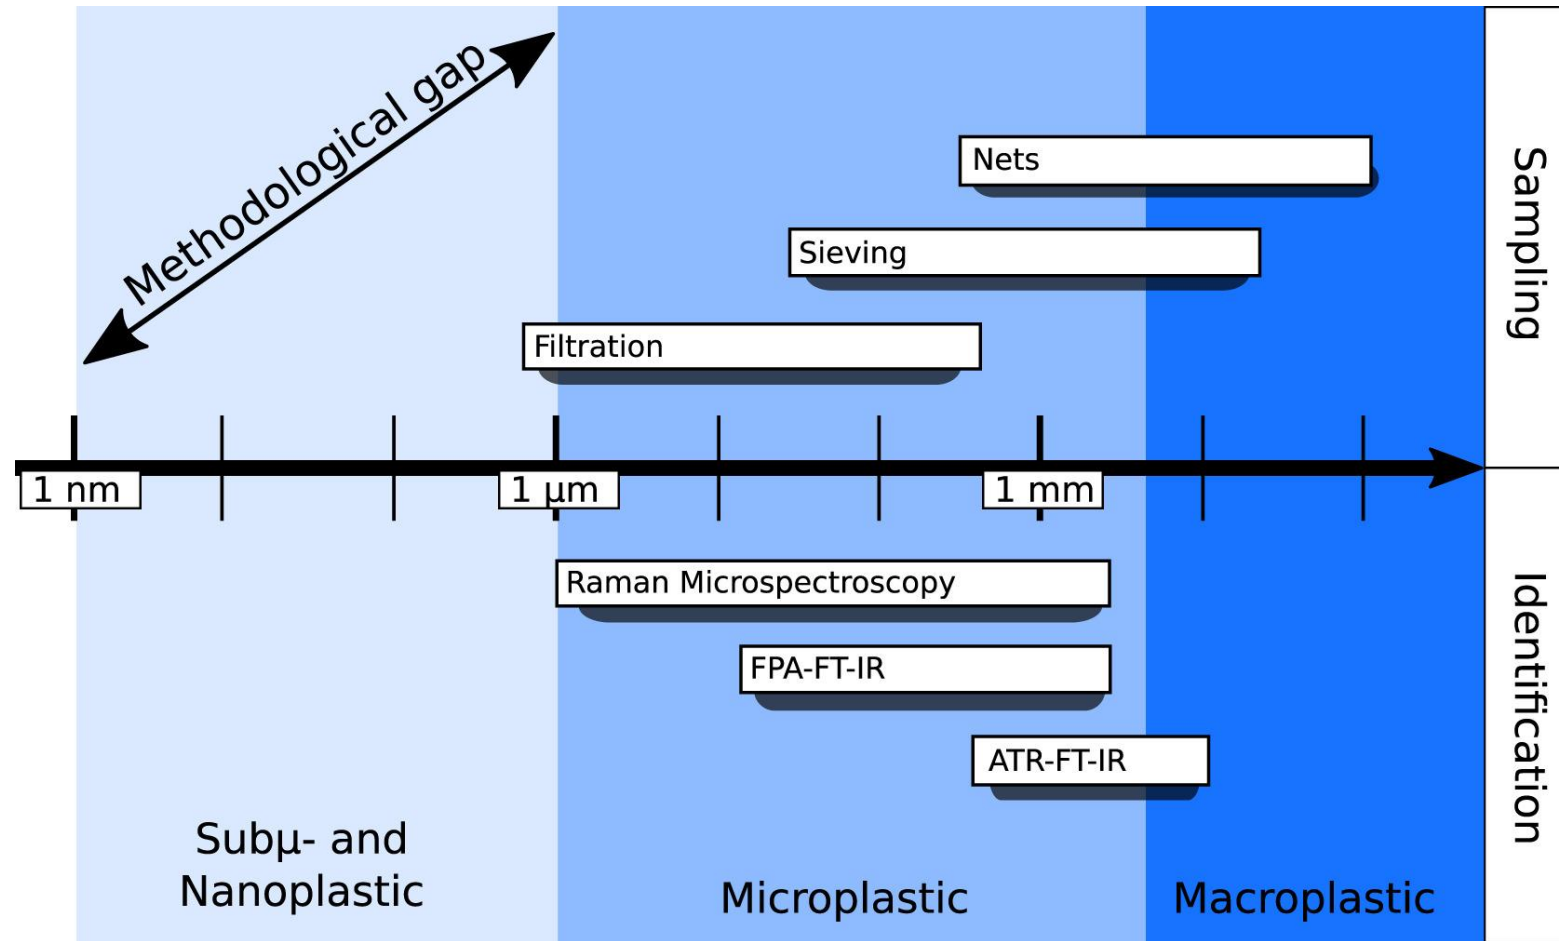 Methodological gap
Nets
Sieving
Filtration
Sampling
1 nm
1 µm
1 mm
Raman Microspectroscopy
FPA-FT-IR
ATR-FT-IR
Identification
Subµ- and
Nanoplastic
Microplastic
Macroplastic